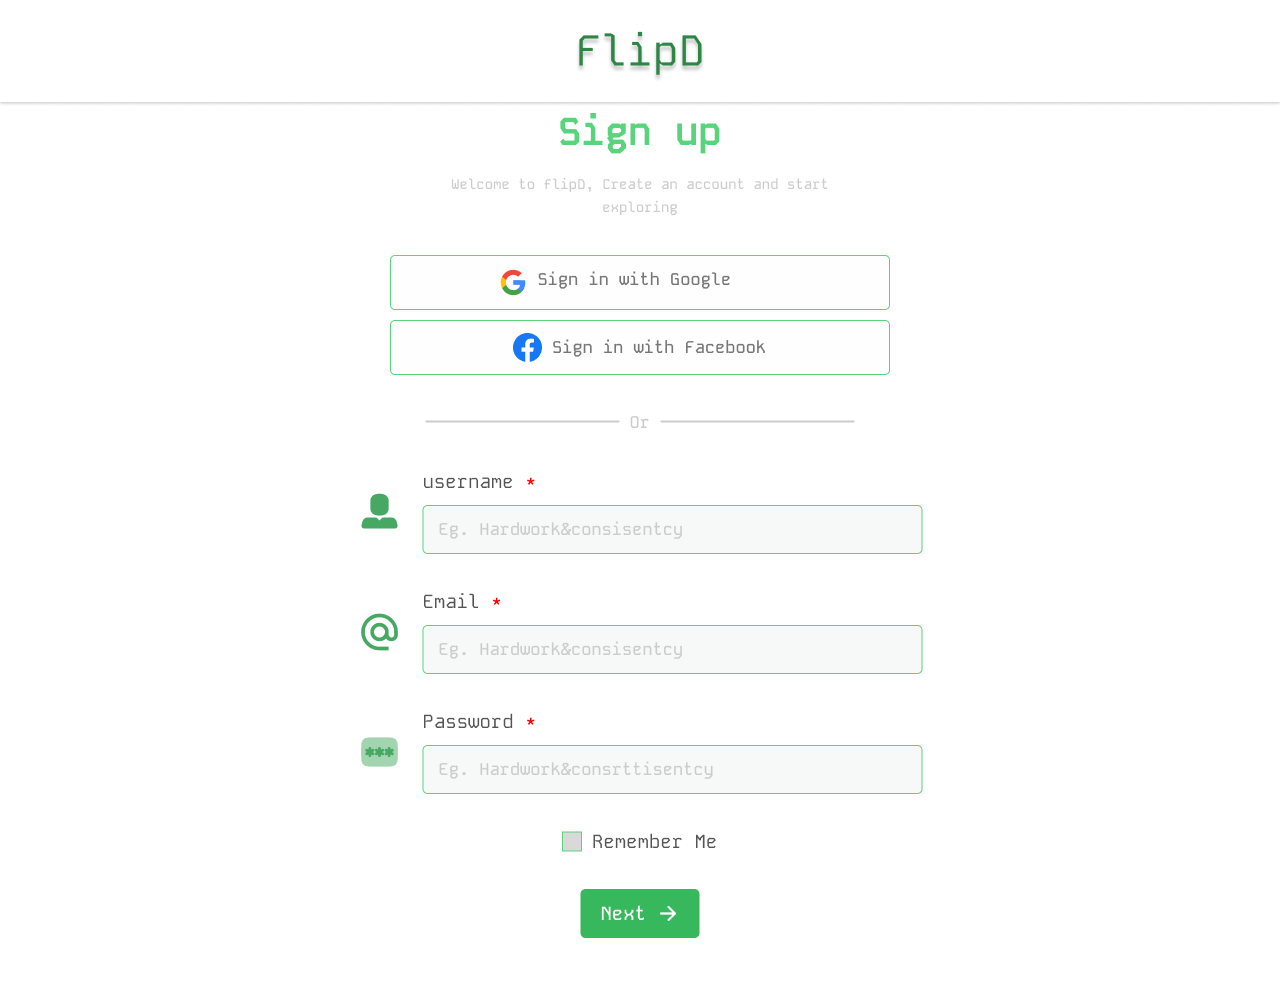 FlipD
Sign up
Welcome to flipD, Create an account and start
exploring
Sign in with Google
Sign in with Facebook
Or
username *
Eg. Hardwork&consisentcy
Email *
Eg. Hardwork&consisentcy
Password *
***
Eg. Hardwork&consrttisentcy
Remember Me
Next →